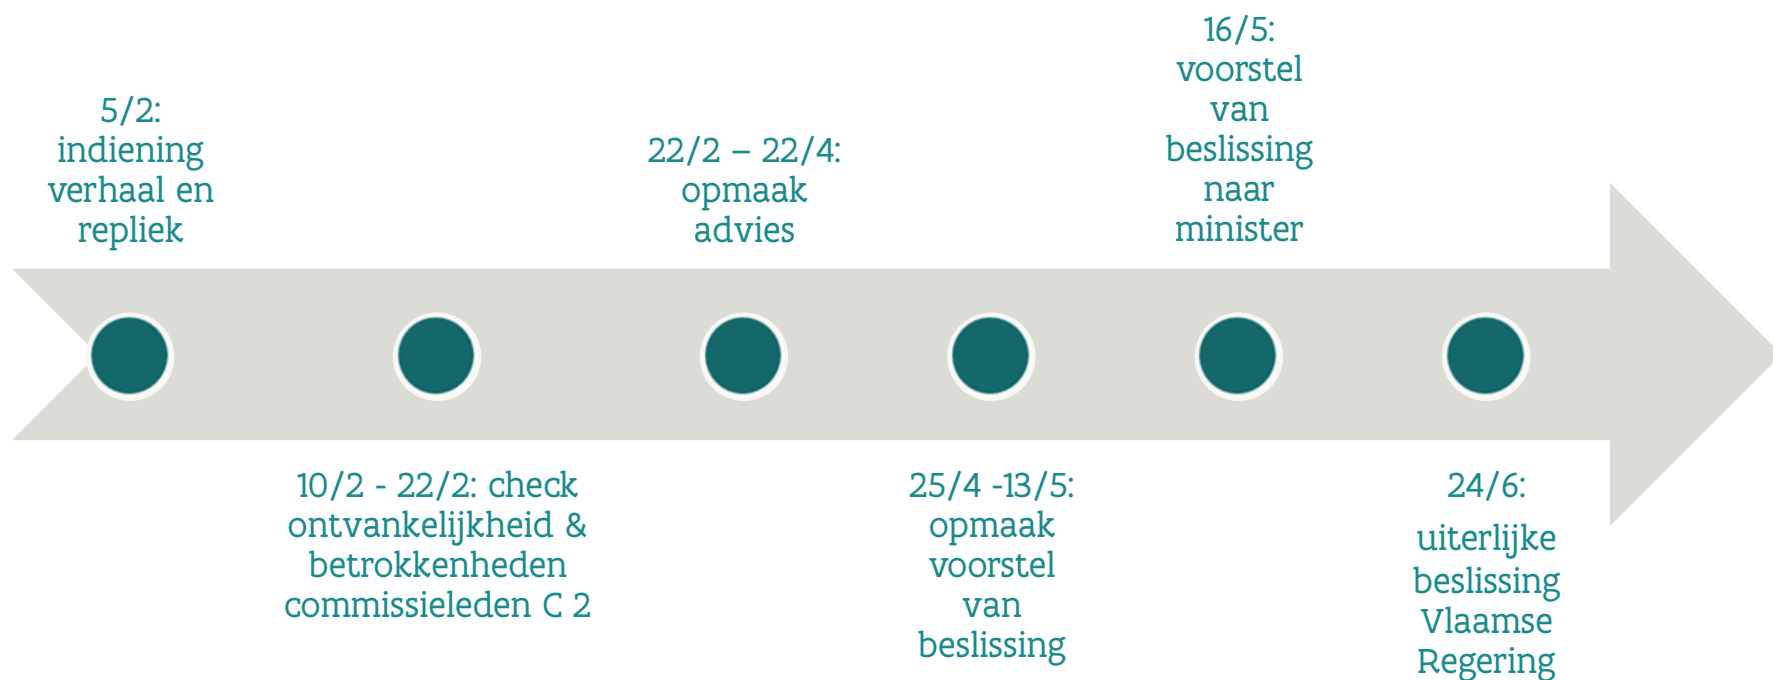 5/2:
indiening
verhaal en
repliek
10/2 - 22/2: check
ontvankelijkheid &
betrokkenheden
commissieleden C 2
22/2 – 22/4:
opmaak
advies
25/4 -13/5:
opmaak
voorstel
van
beslissing
16/5:
voorstel
van
beslissing
naar
minister
24/6:
uiterlijke
beslissing
Vlaamse
Regering